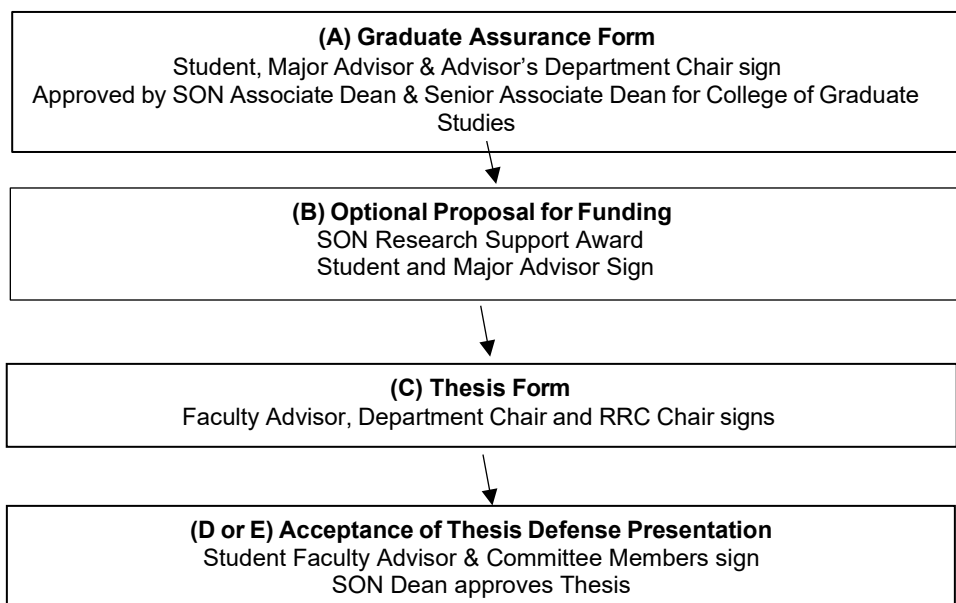 (A) Graduate Assurance Form
Student, Major Advisor & Advisor’s Department Chair sign
Approved by SON Associate Dean & Senior Associate Dean for College of Graduate
Studies
(B) Optional Proposal for Funding
SON Research Support Award
Student and Major Advisor Sign
(C) Thesis Form
Faculty Advisor, Department Chair and RRC Chair signs
(D or E) Acceptance of Thesis Defense Presentation
Student Faculty Advisor & Committee Members sign
SON Dean approves Thesis